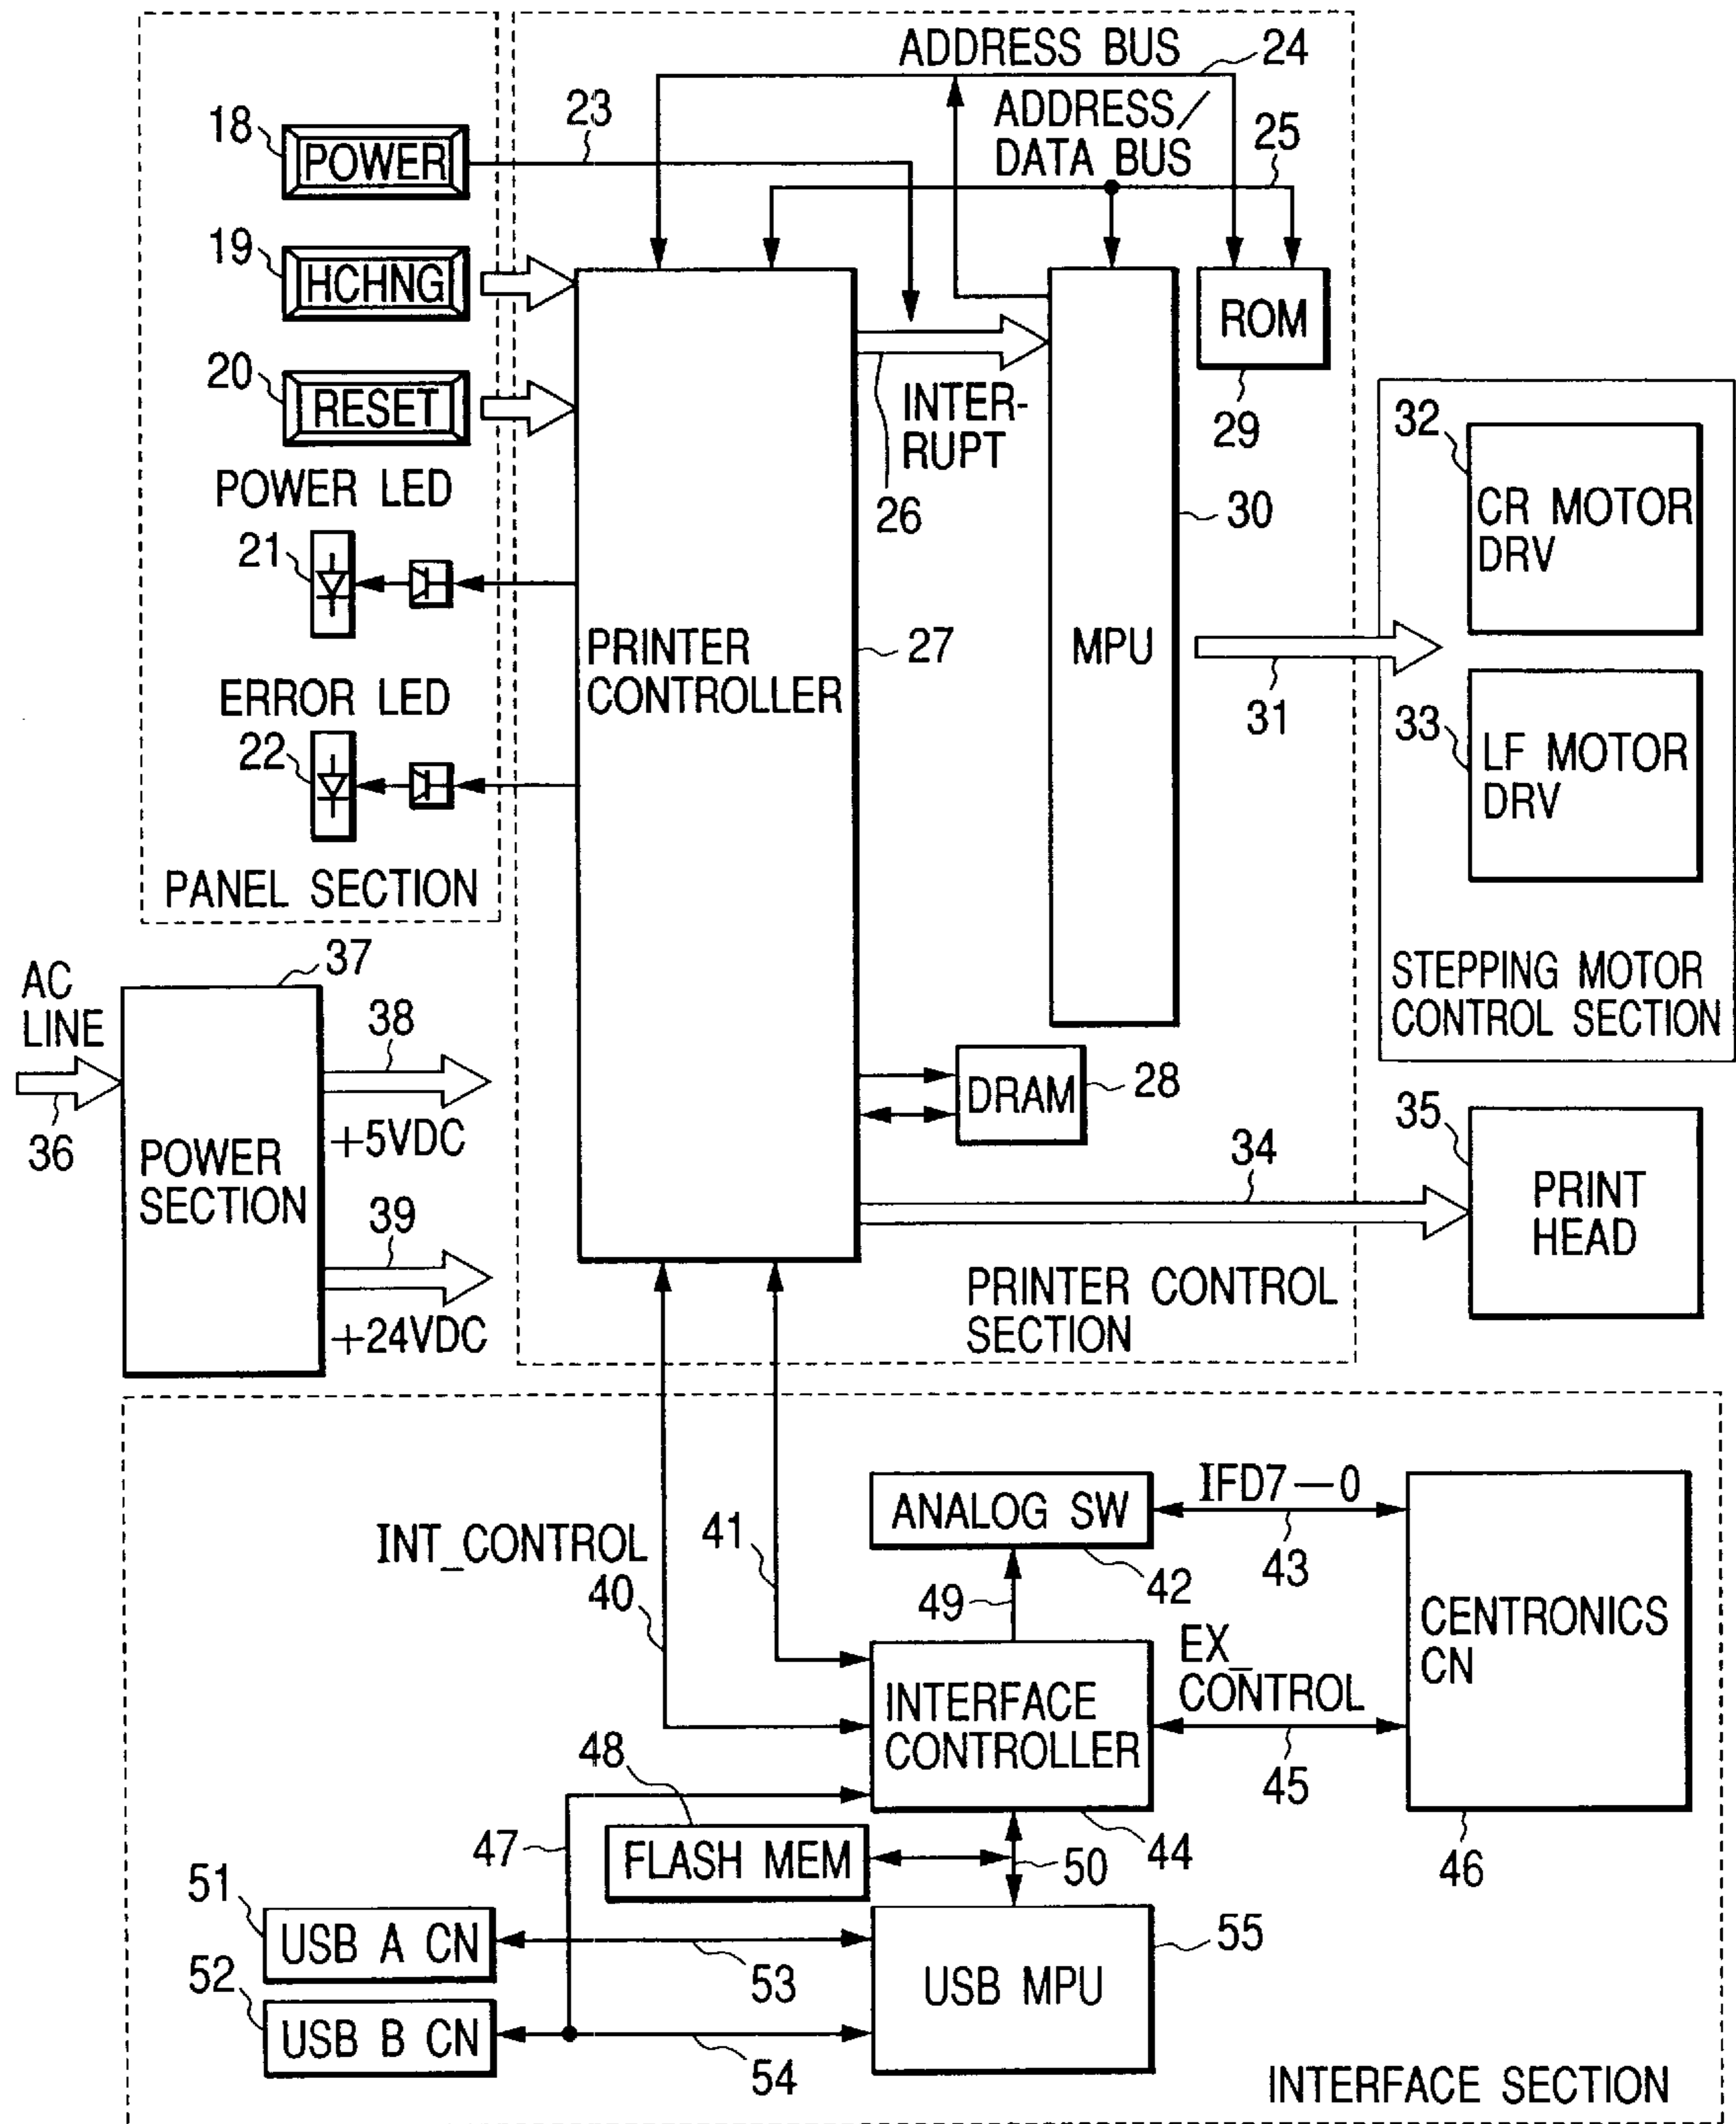 ADDRESS BUS 24
18 POWER 23
ADDRESS
DATA BUS 25
19 HCHNG
20 RESET
POWER LED
21
ERROR LED
22
PANEL SECTION
PRINTER
CONTROLLER
27
INTER-
RUPT
26
MPU
30
ROM
29
31
32
CR MOTOR
DRV
33
LF MOTOR
DRV
STEPPING MOTOR
CONTROL SECTION
AC
LINE
36
37
POWER
SECTION
38
+5VDC
39
+24VDC
DRAM 28
34
35
PRINT
HEAD
PRINTER CONTROL
SECTION
INT_CONTROL
40
41
ANALOG SW
42
IFD7—0
43
CENTRONICS
CN
46
49
INTERFACE
CONTROLLER
44
EX_
CONTROL
45
48
FLASH MEM
47
50
51
USB A CN
53
52
USB B CN
54
USB MPU
55
INTERFACE SECTION